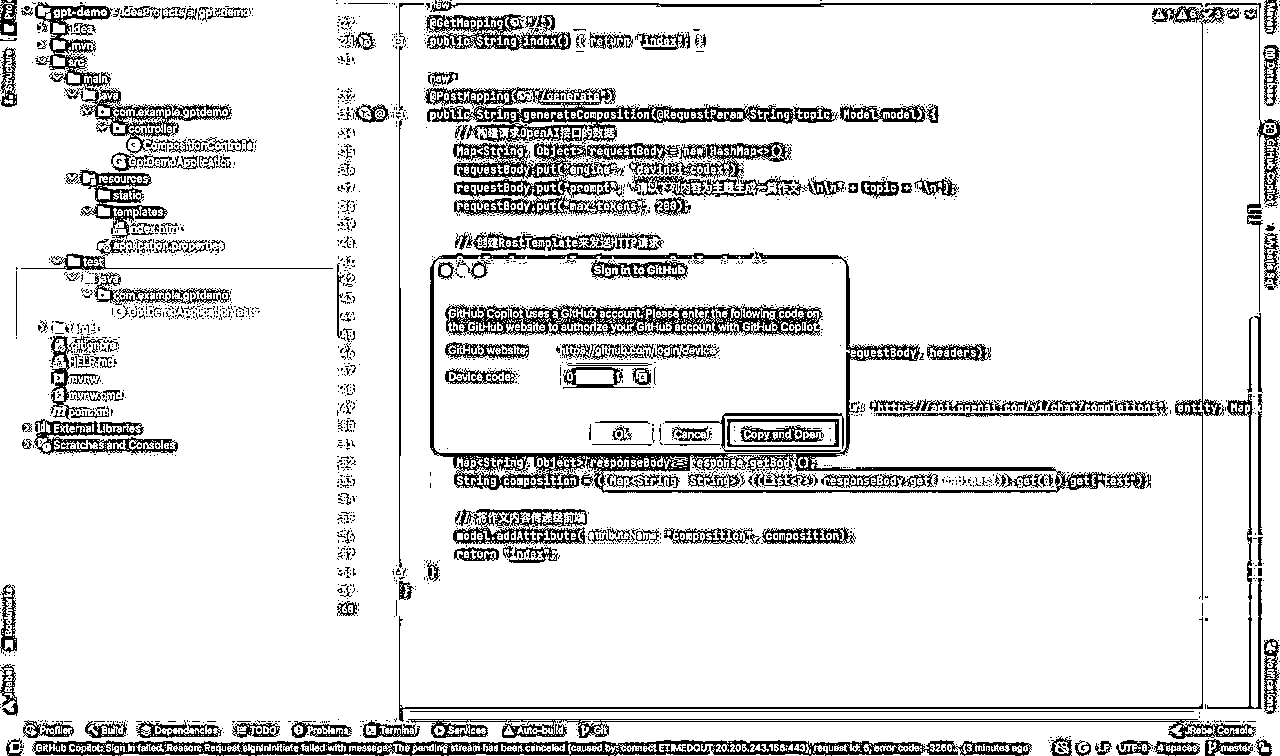 gpt-demo ~/IdeaProjects/gpt-demo
.idea
.mvn
src
main
java
com.example.gptdemo
controller
CompositionController
GptDemoApplication
resources
static
templates
index.html
application.properties
test
java
com.example.gptdemo
GptDemoApplicationTests
.gitignore
HELP.md
mvnw
mvnw.cmd
pom.xml
External Libraries
Scratches and Consoles
new *
@GetMapping("/")
public String index() { return "index"; }
new *
@PostMapping("/generate")
public String generateComposition(@RequestParam String topic, Model model) {
// 构建请求OpenAI接口的数据
Map<String, Object> requestBody = new HashMap<>();
requestBody.put("engine", "davinci-codex");
requestBody.put("prompt", "请以下列内容为主题生成一篇作文：\n\n" + topic + "\n");
requestBody.put("max_tokens", 200);
// 创建RestTemplate来发送HTTP请求
Sign in to GitHub
GitHub Copilot uses a GitHub account. Please enter the following code on
the GitHub website to authorize your GitHub account with GitHub Copilot.
GitHub website: https://github.com/login/device
Device code:
OK Cancel Copy and Open
requestBody, headers);
"https://api.openai.com/v1/chat/completions", entity, Map
Map<String, Object> responseBody = response.getBody();
String composition = ((Map<String, String>) ((List<?>) responseBody.get("choices")).get(0)).get("text");
// 将作文内容传递给前端
model.addAttribute( attributeName: "composition", composition);
return "index";
}
}
60
Profiler Build Dependencies TODO Problems Terminal Services Auto-build Git JRebel Console
GitHub Copilot: Sign in failed. Reason: Request signInInitiate failed with message: The pending stream has been canceled (caused by: connect ETIMEDOUT 20.205.243.166:443), request id: 6, error code: -3260.. (3 minutes ago) LF UTF-8 4 spaces master